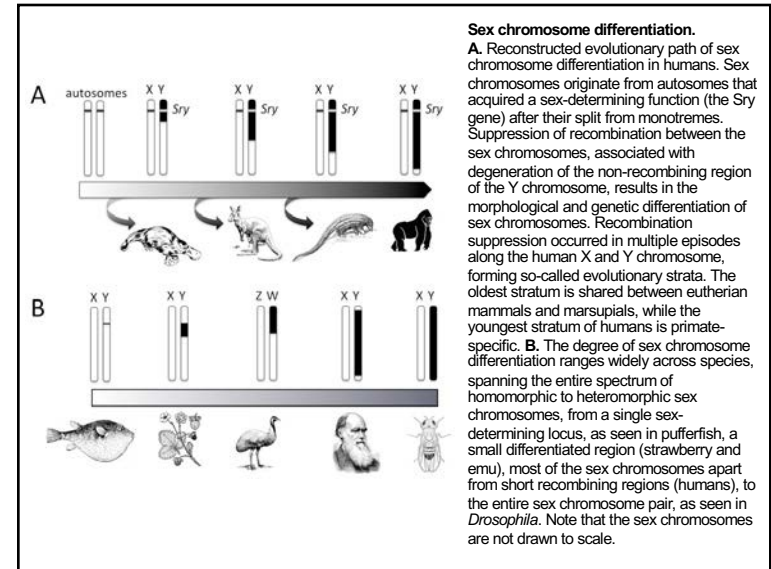 A
autosomes
X Y
Sry
X Y
Sry
X Y
Sry
X Y
Sry
B
X Y
X Y
Z W
X Y
X Y
Sex chromosome differentiation.
A. Reconstructed evolutionary path of sex
chromosome differentiation in humans. Sex
chromosomes originate from autosomes that
acquired a sex-determining function (the Sry
gene) after their split from monotremes.
Suppression of recombination between the
sex chromosomes, associated with
degeneration of the non-recombining region
of the Y chromosome, results in the
morphological and genetic differentiation of
sex chromosomes. Recombination
suppression occurred in multiple episodes
along the human X and Y chromosome,
forming so-called evolutionary strata. The
oldest stratum is shared between eutherian
mammals and marsupials, while the
youngest stratum of humans is primate-
specific. B. The degree of sex chromosome
differentiation ranges widely across species,
spanning the entire spectrum of
homomorphic to heteromorphic sex
chromosomes, from a single sex-
determining locus, as seen in pufferfish, a
small differentiated region (strawberry and
emu), most of the sex chromosomes apart
from short recombining regions (humans), to
the entire sex chromosome pair, as seen in
Drosophila. Note that the sex chromosomes
are not drawn to scale.